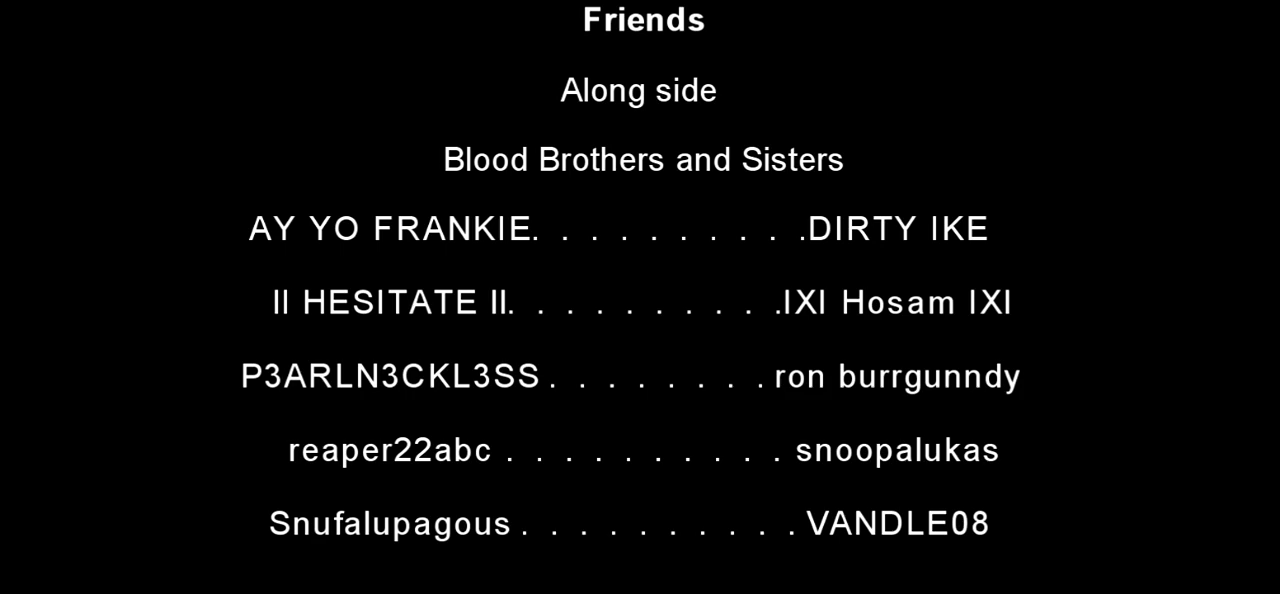 Friends
Along side
Blood Brothers and Sisters
AY YO FRANKIE. . . . . . . . . .DIRTY IKE
II HESITATE II. . . . . . . . . .IXI Hosam IXI
P3ARLN3CKL3SS . . . . . . . . ron burrgunndy
reaper22abc . . . . . . . . . . snoopalukas
Snufalupagous . . . . . . . . . . VANDLE08